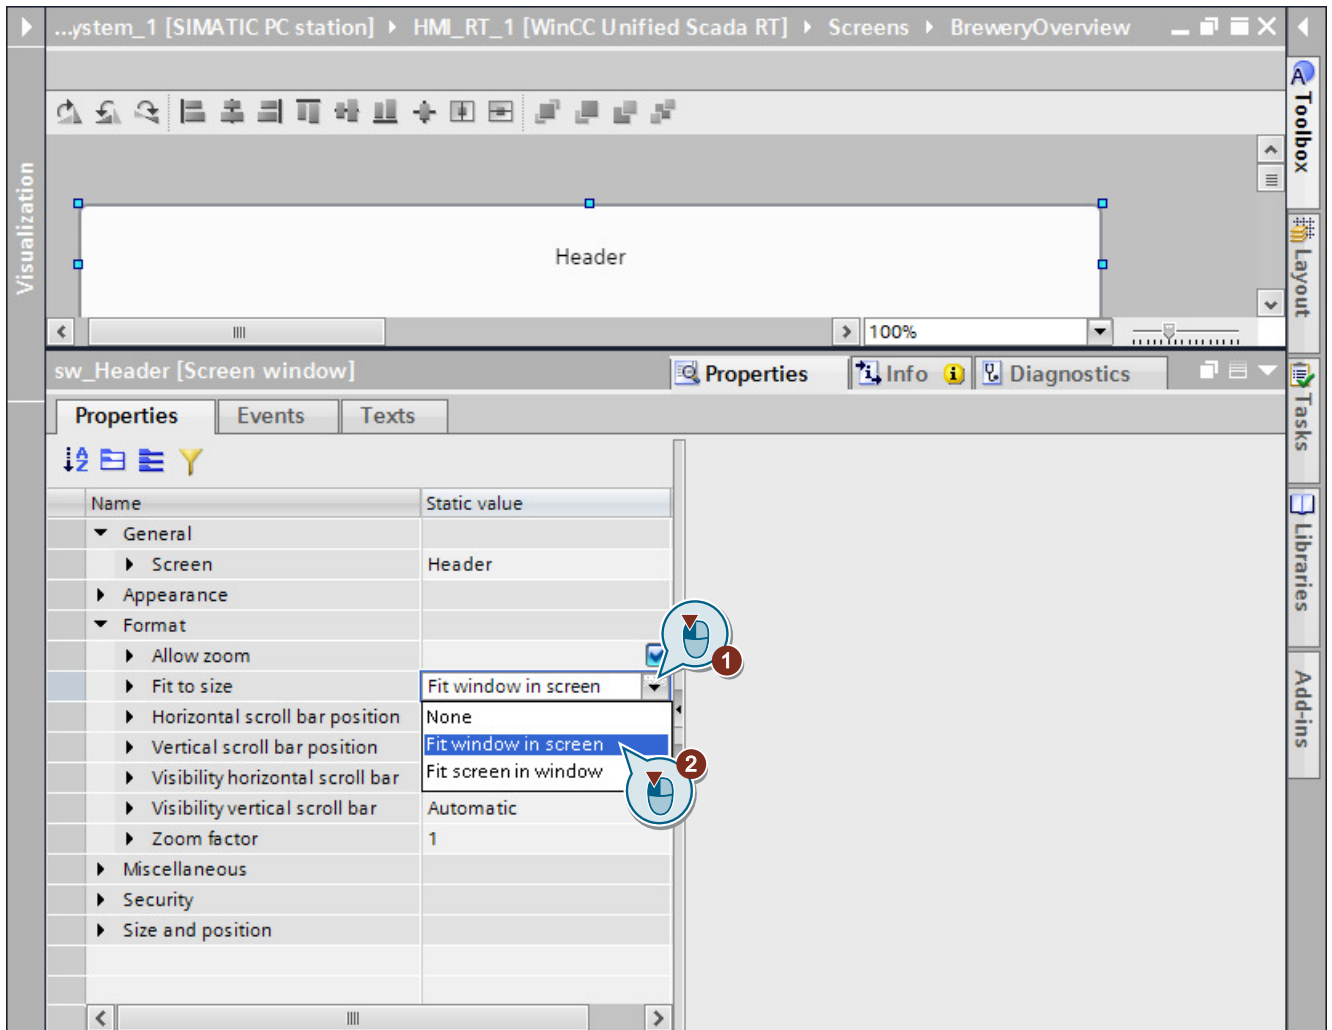 ...ystem_1 [SIMATIC PC station] HMI_RT_1 [WinCC Unified Scada RT] Screens BreweryOverview
Visualization
Header
100%
sw_Header [Screen window]
Properties Info Diagnostics
Properties Events Texts
Name Static value
General
Screen Header
Appearance
Format
Allow zoom
1
Fit to size Fit window in screen
Horizontal scroll bar position None
Vertical scroll bar position Fit window in screen
2
Visibility horizontal scroll bar Fit screen in window
Visibility vertical scroll bar Automatic
Zoom factor 1
Miscellaneous
Security
Size and position
Toolbox
Layout
Tasks
Libraries
Add-ins